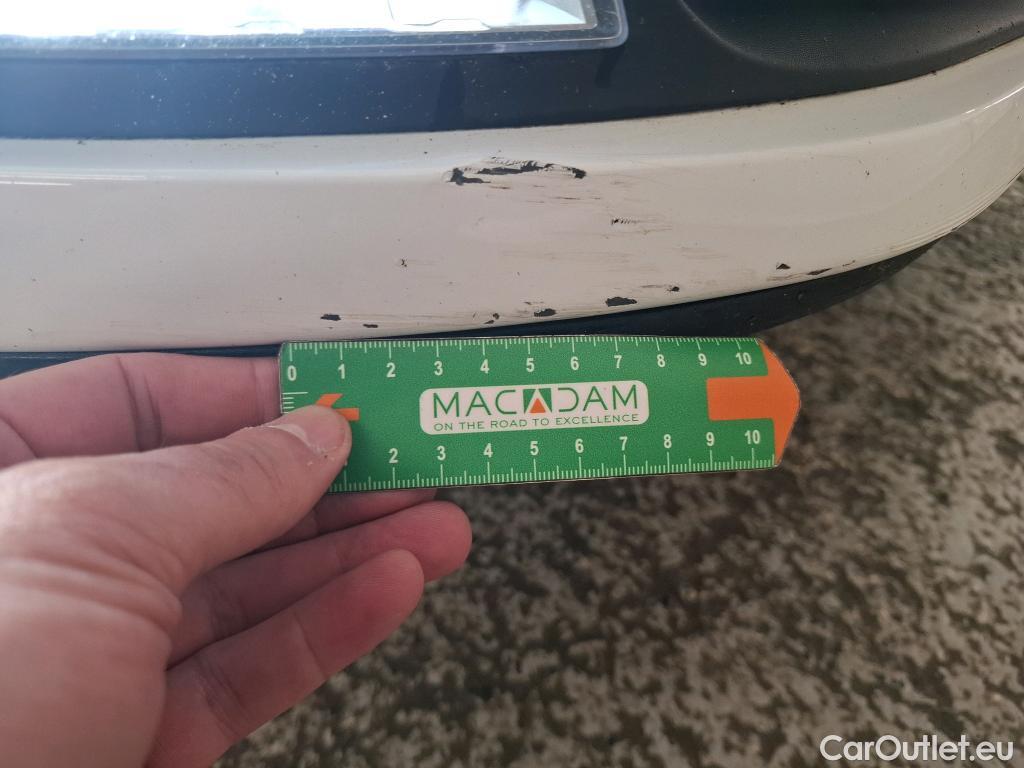 0 1 2 3 4 5 6 7 8 9 10
MACADAM
ON THE ROAD TO EXCELLENCE
2 3 4 5 6 7 8 9 10
CarOutlet.eu